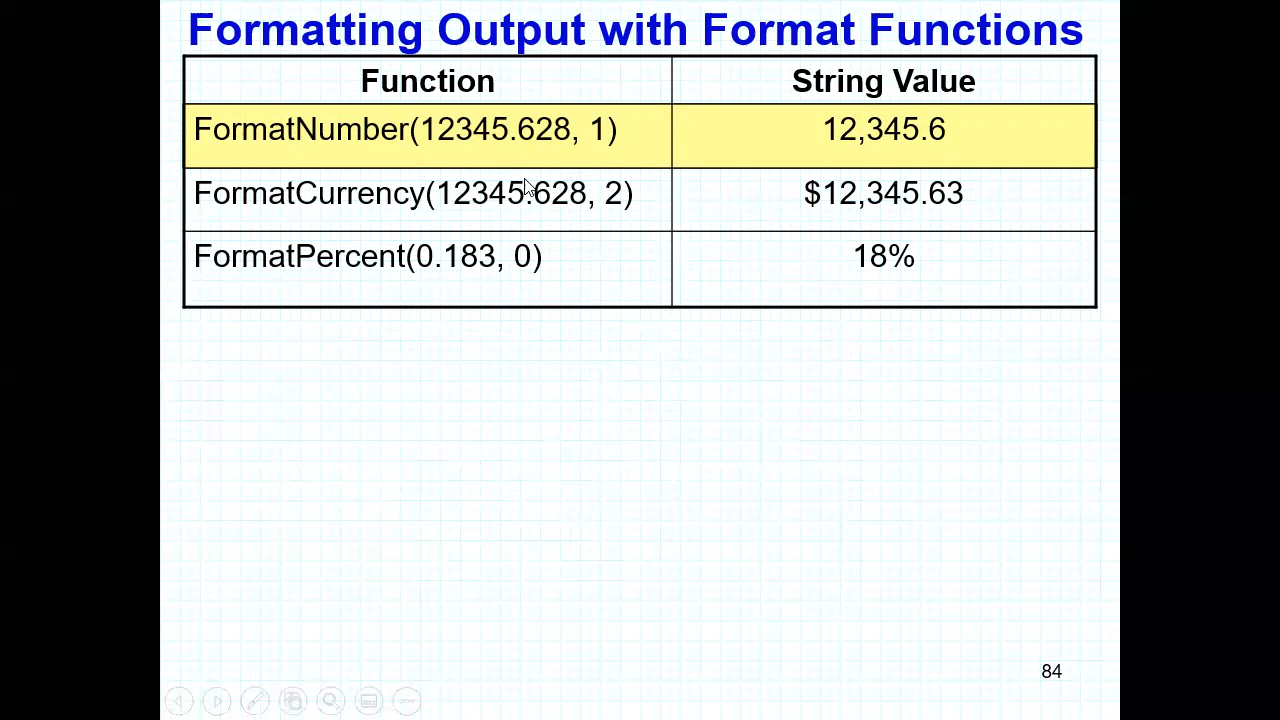 Formatting Output with Format Functions
Function String Value
FormatNumber(12345.628, 1) 12,345.6
FormatCurrency(12345.628, 2) $12,345.63
FormatPercent(0.183, 0) 18%
84